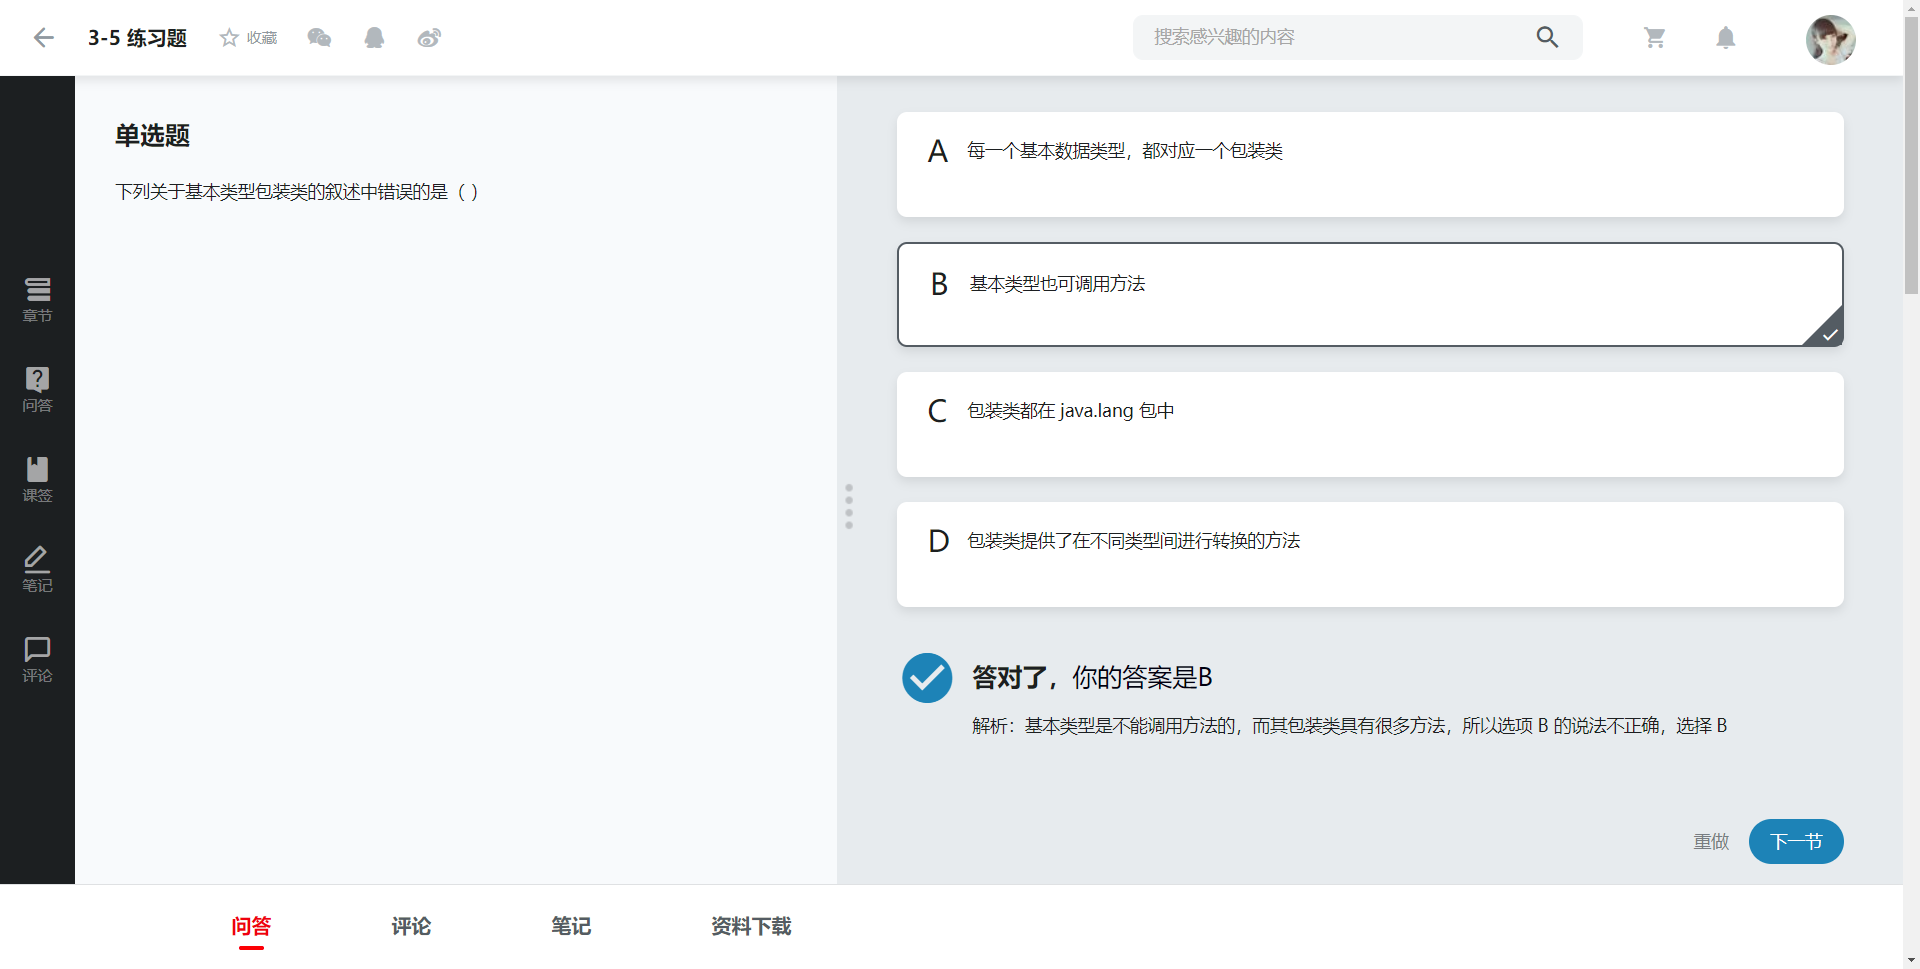 3-5 练习题
收藏
搜索感兴趣的内容
章节
问答
课签
笔记
评论
单选题
下列关于基本类型包装类的叙述中错误的是（ ）
A 每一个基本数据类型，都对应一个包装类
B 基本类型也可调用方法
C 包装类都在 java.lang 包中
D 包装类提供了在不同类型间进行转换的方法
答对了，你的答案是B
解析：基本类型是不能调用方法的，而其包装类具有很多方法，所以选项 B 的说法不正确，选择 B
重做 下一节
问答 评论 笔记 资料下载